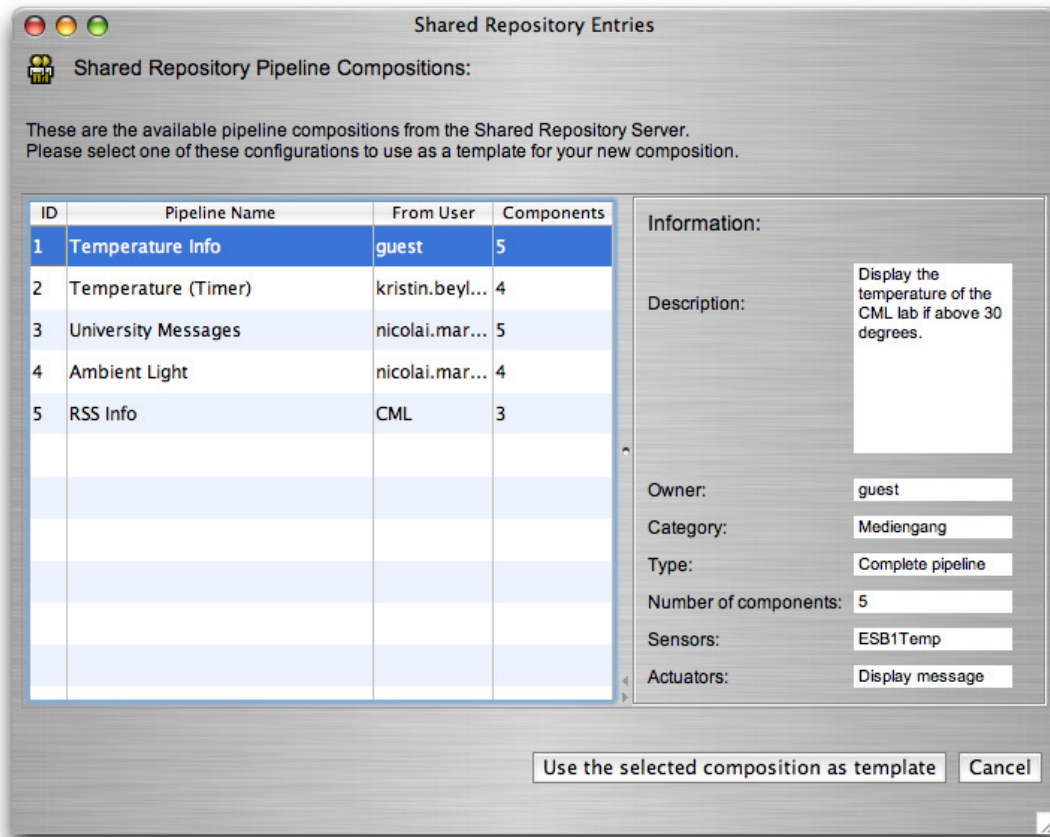 Shared Repository Entries
Shared Repository Pipeline Compositions:
These are the available pipeline compositions from the Shared Repository Server.
Please select one of these configurations to use as a template for your new composition.
ID Pipeline Name From User Components
1 Temperature Info guest 5
2 Temperature (Timer) kristin.beyl... 4
3 University Messages nicolai.mar... 5
4 Ambient Light nicolai.mar... 4
5 RSS Info CML 3
Information:
Description:
Display the
temperature of the
CML lab if above 30
degrees.
Owner: guest
Category: Mediengang
Type: Complete pipeline
Number of components: 5
Sensors: ESB1Temp
Actuators: Display message
Use the selected composition as template
Cancel